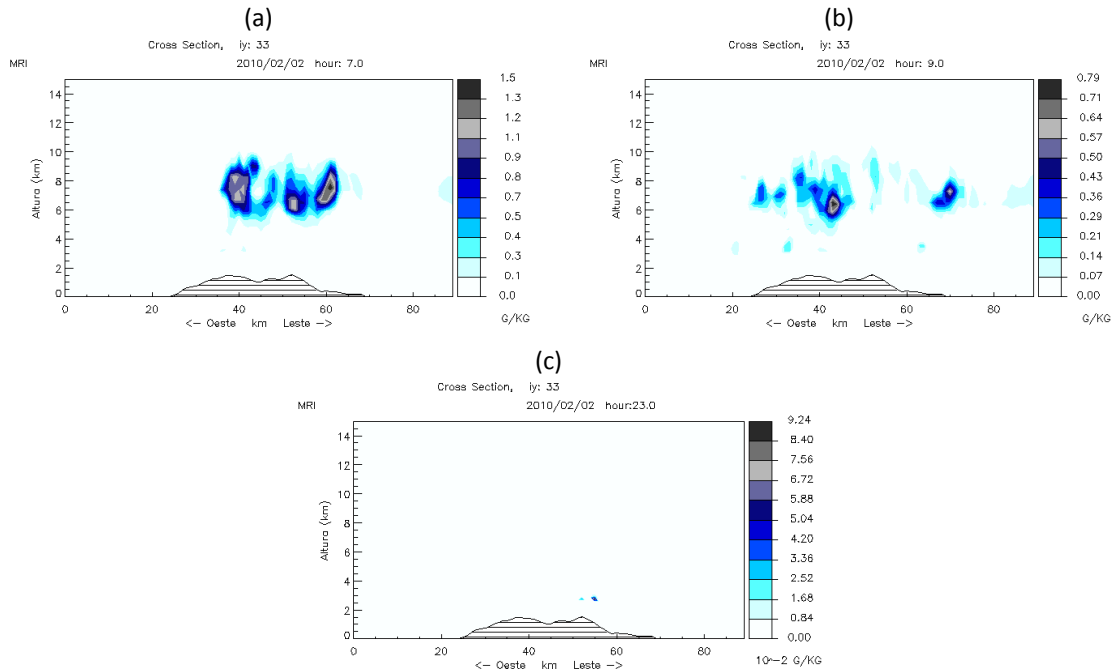 (a)
Cross Section, iy: 33
MRI 2010/02/02 hour: 7.0
Altura (km)
14
12
10
8
6
4
2
0
0 20 40 60 80
<- Oeste km Leste ->
1.5
1.3
1.2
1.1
0.9
0.8
0.7
0.5
0.4
0.3
0.1
0.0
G/KG
(b)
Cross Section, iy: 33
MRI 2010/02/02 hour: 9.0
Altura (km)
14
12
10
8
6
4
2
0
0 20 40 60 80
<- Oeste km Leste ->
0.79
0.71
0.64
0.57
0.50
0.43
0.36
0.29
0.21
0.14
0.07
0.00
G/KG
(c)
Cross Section, iy: 33
MRI 2010/02/02 hour:23.0
Altura (km)
14
12
10
8
6
4
2
0
0 20 40 60 80
<- Oeste km Leste ->
9.24
8.40
7.56
6.72
5.88
5.04
4.20
3.36
2.52
1.68
0.84
0.00
10^-2 G/KG